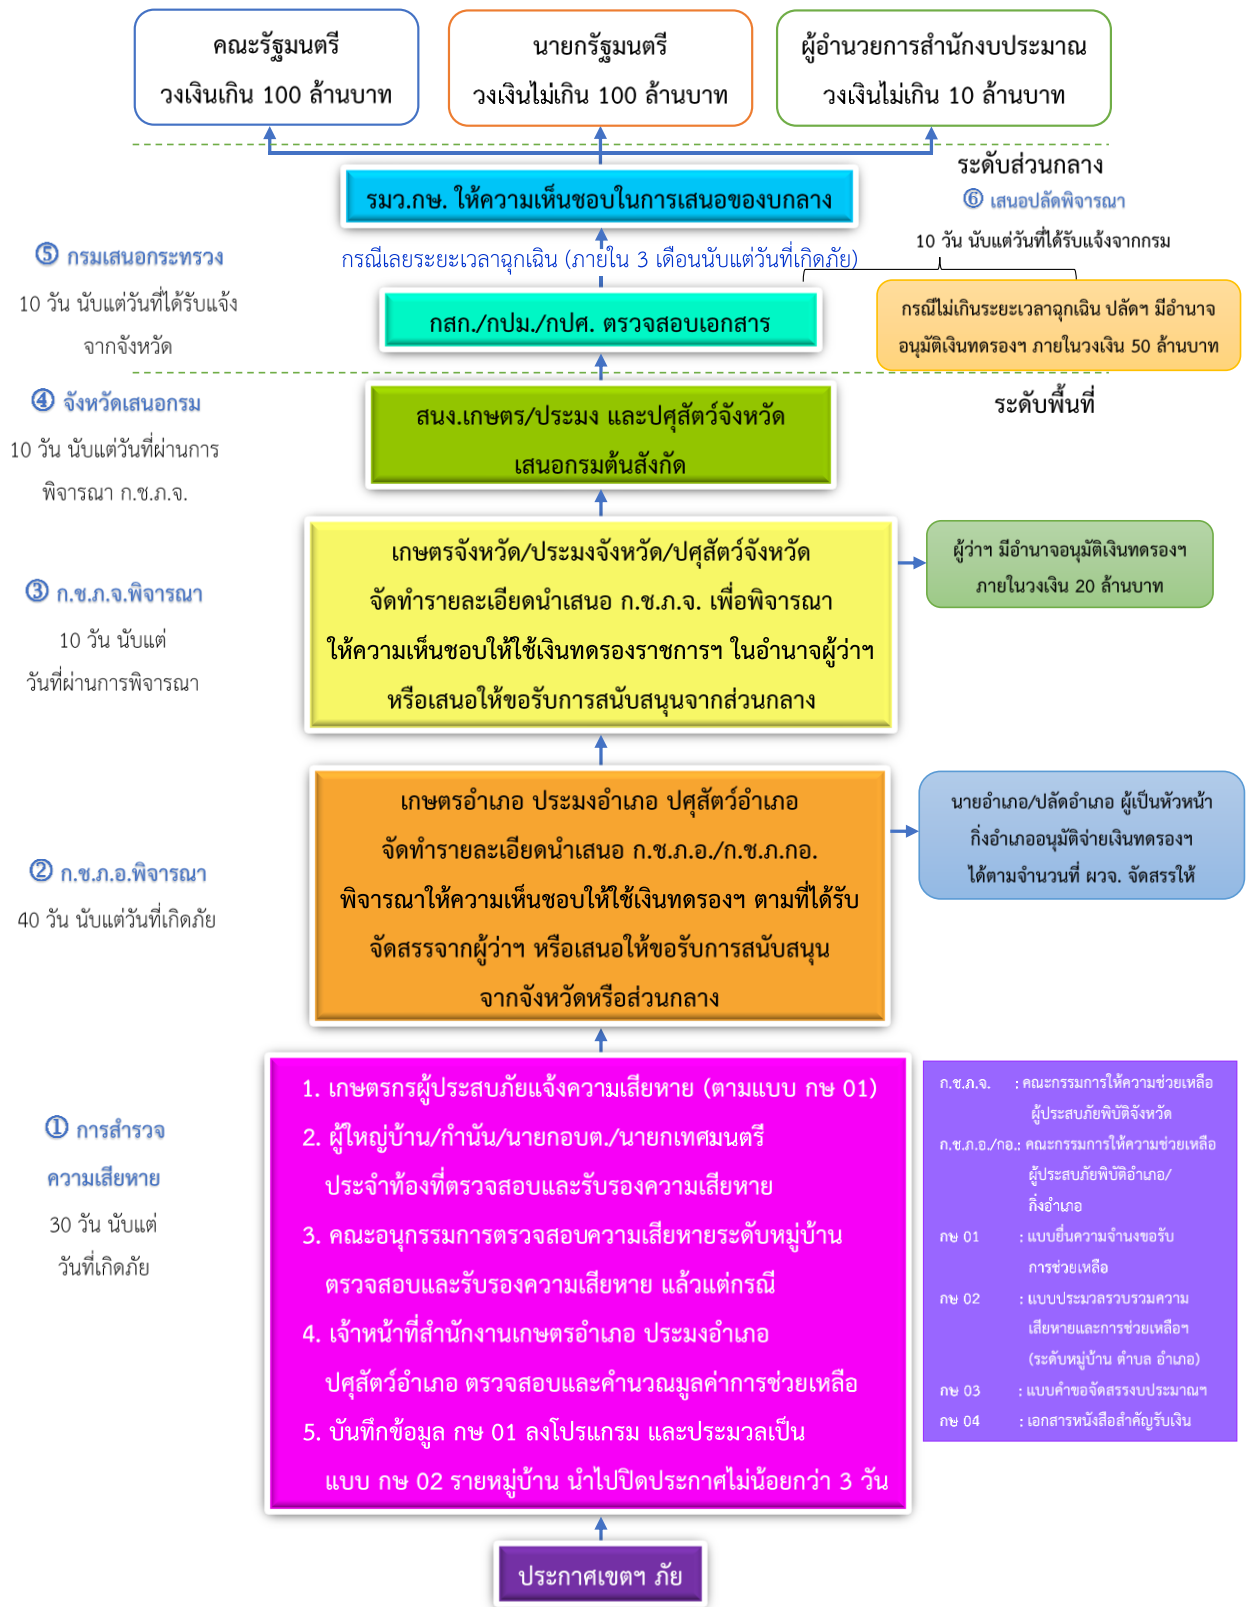 คณะรัฐมนตรี
วงเงินเกิน 100 ล้านบาท
นายกรัฐมนตรี
วงเงินไม่เกิน 100 ล้านบาท
ผู้อำนวยการสำนักงบประมาณ
วงเงินไม่เกิน 10 ล้านบาท
ระดับส่วนกลาง
รมว.กษ. ให้ความเห็นชอบในการเสนอของบกลาง
⑥ เสนอปลัดพิจารณา
10 วัน นับแต่วันที่ได้รับแจ้งจากกรม
⑤ กรมเสนอกระทรวง
10 วัน นับแต่วันที่ได้รับแจ้ง
จากจังหวัด
กรณีเลยระยะเวลาฉุกเฉิน (ภายใน 3 เดือนนับแต่วันที่เกิดภัย)
กสก./กปม./กปศ. ตรวจสอบเอกสาร
กรณีไม่เกินระยะเวลาฉุกเฉิน ปลัดฯ มีอำนาจ
อนุมัติเงินทดรองฯ ภายในวงเงิน 50 ล้านบาท
ระดับพื้นที่
④ จังหวัดเสนอกรม
10 วัน นับแต่วันที่ผ่านการ
พิจารณา ก.ช.ภ.จ.
สนง.เกษตร/ประมง และปศุสัตว์จังหวัด
เสนอกรมต้นสังกัด
③ ก.ช.ภ.จ.พิจารณา
10 วัน นับแต่
วันที่ผ่านการพิจารณา
เกษตรจังหวัด/ประมงจังหวัด/ปศุสัตว์จังหวัด
จัดทำรายละเอียดนำเสนอ ก.ช.ภ.จ. เพื่อพิจารณา
ให้ความเห็นชอบให้ใช้เงินทดรองราชการฯ ในอำนาจผู้ว่าฯ
หรือเสนอให้ขอรับการสนับสนุนจากส่วนกลาง
ผู้ว่าฯ มีอำนาจอนุมัติเงินทดรองฯ
ภายในวงเงิน 20 ล้านบาท
② ก.ช.ภ.อ.พิจารณา
40 วัน นับแต่วันที่เกิดภัย
เกษตรอำเภอ ประมงอำเภอ ปศุสัตว์อำเภอ
จัดทำรายละเอียดนำเสนอ ก.ช.ภ.อ./ก.ช.ภ.กอ.
พิจารณาให้ความเห็นชอบให้ใช้เงินทดรองฯ ตามที่ได้รับ
จัดสรรจากผู้ว่าฯ หรือเสนอให้ขอรับการสนับสนุน
จากจังหวัดหรือส่วนกลาง
นายอำเภอ/ปลัดอำเภอ ผู้เป็นหัวหน้า
กิ่งอำเภออนุมัติจ่ายเงินทดรองฯ
ได้ตามจำนวนที่ ผวจ. จัดสรรให้
① การสำรวจ
ความเสียหาย
30 วัน นับแต่
วันที่เกิดภัย
1. เกษตรกรผู้ประสบภัยแจ้งความเสียหาย (ตามแบบ กษ 01)
2. ผู้ใหญ่บ้าน/กำนัน/นายกอบต./นายกเทศมนตรี
ประจำท้องที่ตรวจสอบและรับรองความเสียหาย
3. คณะอนุกรรมการตรวจสอบความเสียหายระดับหมู่บ้าน
ตรวจสอบและรับรองความเสียหาย แล้วแต่กรณี
4. เจ้าหน้าที่สำนักงานเกษตรอำเภอ ประมงอำเภอ
ปศุสัตว์อำเภอ ตรวจสอบและคำนวณมูลค่าการช่วยเหลือ
5. บันทึกข้อมูล กษ 01 ลงโปรแกรม และประมวลเป็น
แบบ กษ 02 รายหมู่บ้าน นำไปปิดประกาศไม่น้อยกว่า 3 วัน
ก.ช.ภ.จ. : คณะกรรมการให้ความช่วยเหลือ
ผู้ประสบภัยพิบัติจังหวัด
ก.ช.ภ.อ./กอ.: คณะกรรมการให้ความช่วยเหลือ
ผู้ประสบภัยพิบัติอำเภอ/
กิ่งอำเภอ
กษ 01 : แบบยื่นความจำนงขอรับ
การช่วยเหลือ
กษ 02 : แบบประมวลรวบรวมความ
เสียหายและการช่วยเหลือฯ
(ระดับหมู่บ้าน ตำบล อำเภอ)
กษ 03 : แบบคำขอจัดสรรงบประมาณฯ
กษ 04 : เอกสารหนังสือสำคัญรับเงิน
ประกาศเขตฯ ภัย